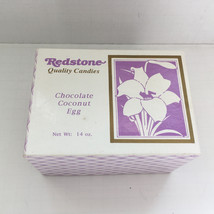 Redstone
Quality Candies
Chocolate
Coconut
Egg
Net Wt. 14 oz.